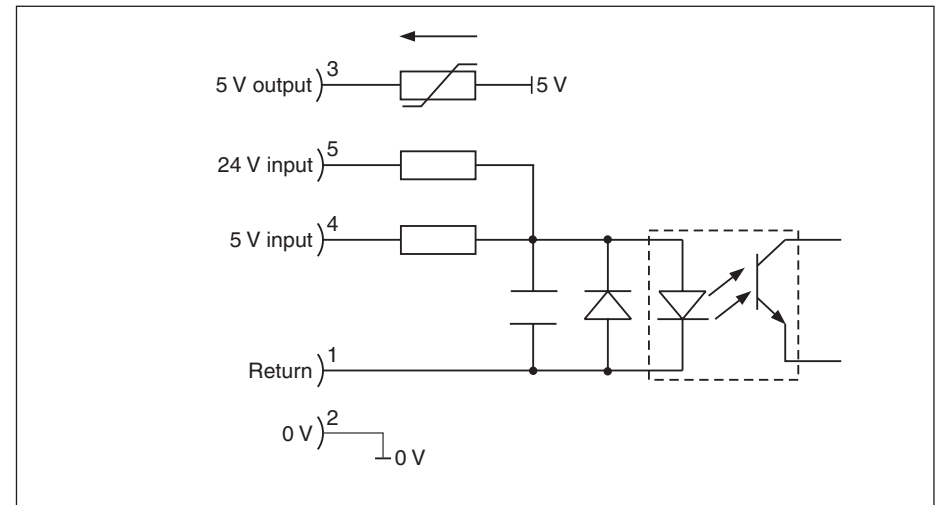 5 V output 3 5 V
24 V input 5
5 V input 4
Return 1
0 V 2
0 V